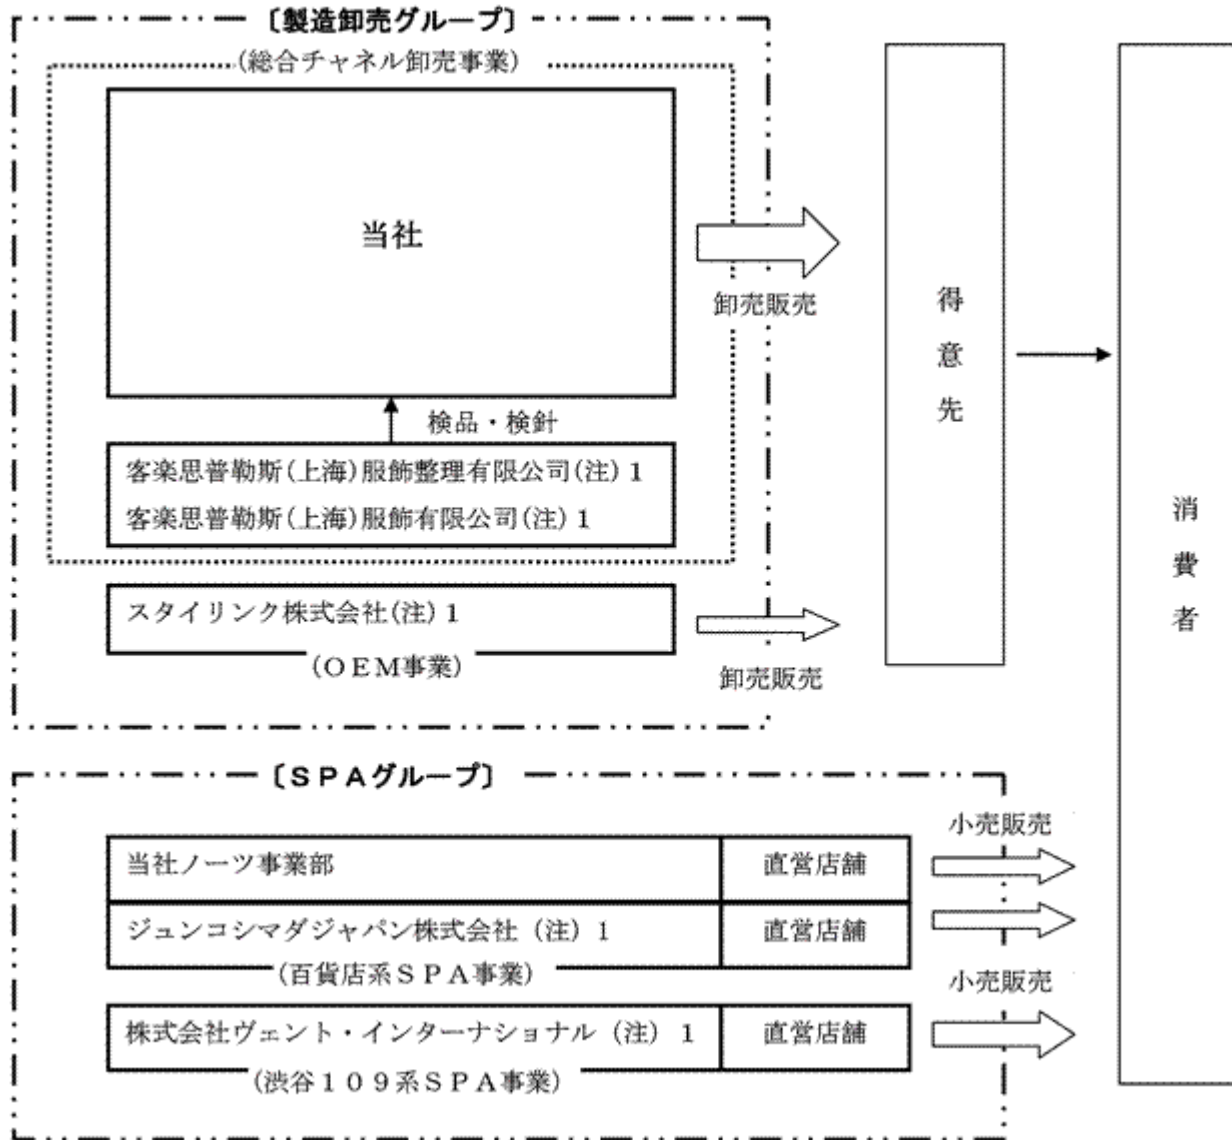 〔製造卸売グループ〕
(総合チャネル卸売事業)
当社
卸売販売
検品・検針
客楽思普勒斯(上海)服飾整理有限公司(注)1
客楽思普勒斯(上海)服飾有限公司(注)1
スタイリンク株式会社(注)1
(OEM事業)
卸売販売
得意先
消費者
〔SPAグループ〕
小売販売
当社ノーツ事業部
直営店舗
ジュンコシマダジャパン株式会社(注)1
直営店舗
(百貨店系SPA事業)
小売販売
株式会社ヴェント・インターナショナル(注)1
直営店舗
(渋谷109系SPA事業)